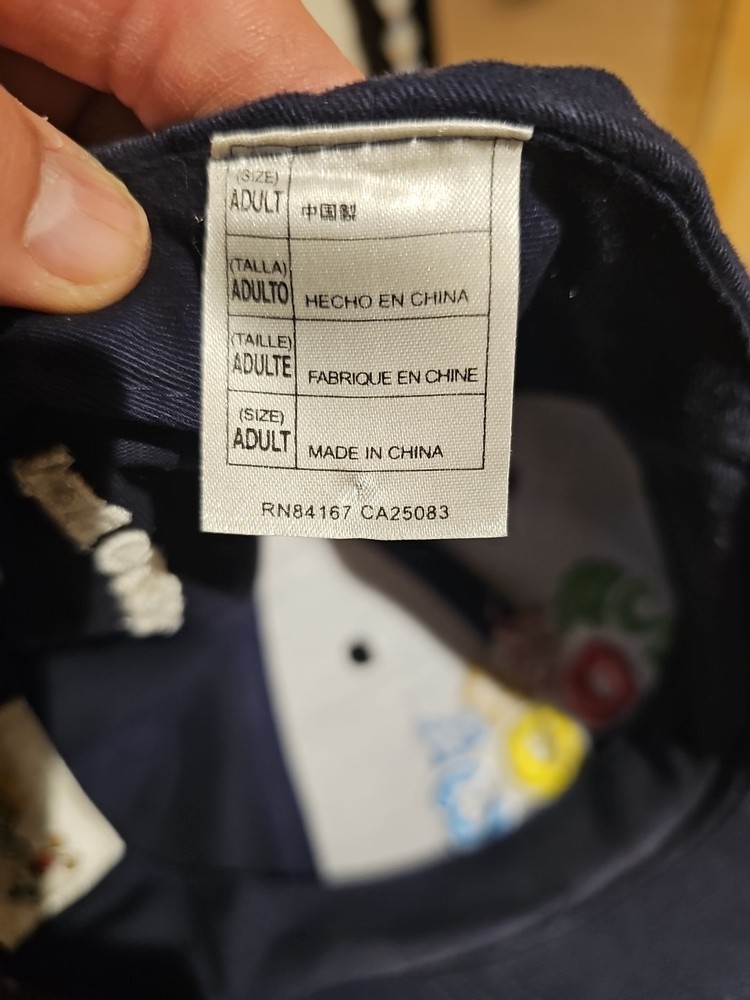 (SIZE)
ADULT
中国製
(TALLA)
ADULTO
HECHO EN CHINA
(TAILLE)
ADULTE
FABRIQUE EN CHINE
(SIZE)
ADULT
MADE IN CHINA
RN84167 CA25083